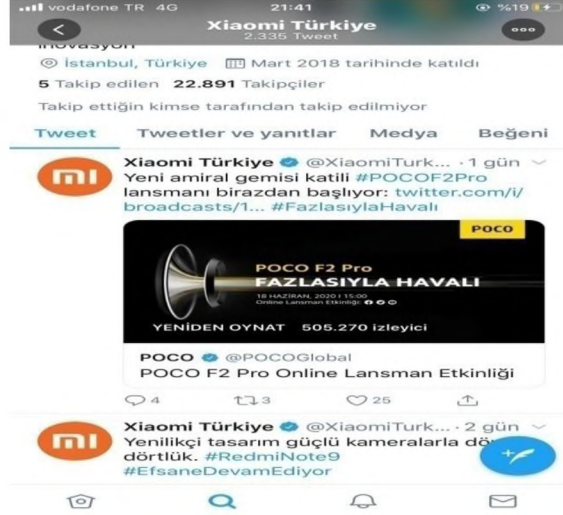 vodafone TR 4G 21:41 %19
Xiaomi Türkiye
2.335 Tweet
inovasyon
İstanbul, Türkiye Mart 2018 tarihinde katıldı
5 Takip edilen 22.891 Takipçiler
Takip ettiğin kimse tarafından takip edilmiyor
Tweet Tweetler ve yanıtlar Medya Beğeni
Xiaomi Türkiye @XiaomiTurk... · 1 gün
Yeni amiral gemisi katili #POCOF2Pro
lansmanı birazdan başlıyor: twitter.com/i/
broadcasts/1... #FazlasıylaHavalı
POCO
POCO F2 Pro
FAZLASIYLA HAVALI
18 HAZİRAN, 2020 I 15:00
Online Lansman Etkinliği:
YENİDEN OYNAT 505.270 izleyici
POCO @POCOGlobal
POCO F2 Pro Online Lansman Etkinliği
4 3 25
Xiaomi Türkiye @XiaomiTurk... · 2 gün
Yenilikçi tasarım güçlü kameralarla dö
dörtlük. #RedmiNote9
#EfsaneDevamEdiyor